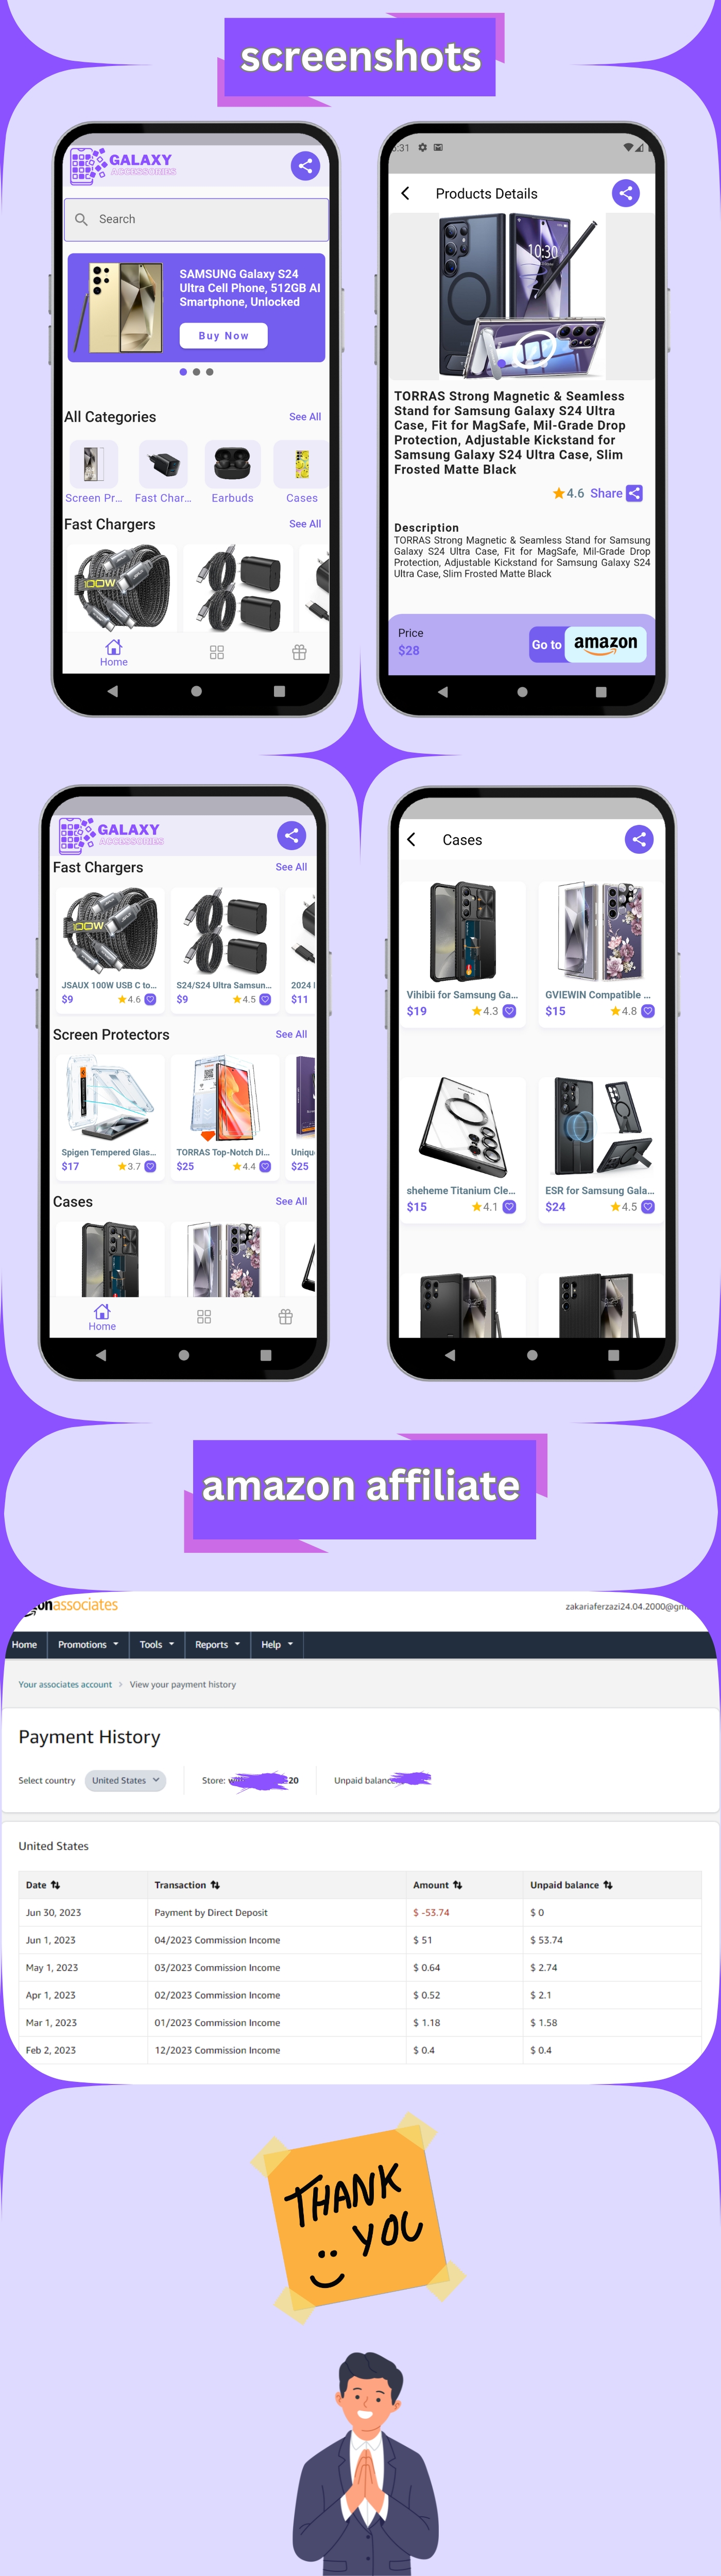 screenshots
GALAXY
ACCESSORIES
Search
SAMSUNG Galaxy S24
Ultra Cell Phone, 512GB AI
Smartphone, Unlocked
Buy Now
All Categories
See All
Screen Pr...
Fast Char...
Earbuds
Cases
Fast Chargers
See All
100W
Home
:31
Products Details
10:30
TORRAS Strong Magnetic & Seamless
Stand for Samsung Galaxy S24 Ultra
Case, Fit for MagSafe, Mil-Grade Drop
Protection, Adjustable Kickstand for
Samsung Galaxy S24 Ultra Case, Slim
Frosted Matte Black
4.6 Share
Description
TORRAS Strong Magnetic & Seamless Stand for Samsung
Galaxy S24 Ultra Case, Fit for MagSafe, Mil-Grade Drop
Protection, Adjustable Kickstand for Samsung Galaxy S24
Ultra Case, Slim Frosted Matte Black
Price
$28
Go to amazon
GALAXY
ACCESSORIES
Fast Chargers
See All
100W
JSAUX 100W USB C to...
$9
4.6
S24/S24 Ultra Samsun...
$9
4.5
2024
$11
Screen Protectors
See All
Spigen Tempered Glas...
$17
3.7
TORRAS Top-Notch Di...
$25
4.4
Uniqu
$25
Cases
See All
Home
Cases
Vihibii for Samsung Ga...
$19
4.3
GVIEWIN Compatible ...
$15
4.8
sheheme Titanium Cle...
$15
4.1
ESR for Samsung Gala...
$24
4.5
amazon affiliate
onassociates
zakariaferzazi24.04.2000@gm
Home
Promotions
Tools
Reports
Help
Your associates account > View your payment history
Payment History
Select country
United States
Store:
-20
Unpaid balance
United States
Date Transaction Amount Unpaid balance
Jun 30, 2023 Payment by Direct Deposit $ -53.74 $ 0
Jun 1, 2023 04/2023 Commission Income $ 51 $ 53.74
May 1, 2023 03/2023 Commission Income $ 0.64 $ 2.74
Apr 1, 2023 02/2023 Commission Income $ 0.52 $ 2.1
Mar 1, 2023 01/2023 Commission Income $ 1.18 $ 1.58
Feb 2, 2023 12/2023 Commission Income $ 0.4 $ 0.4
THANK
YOU